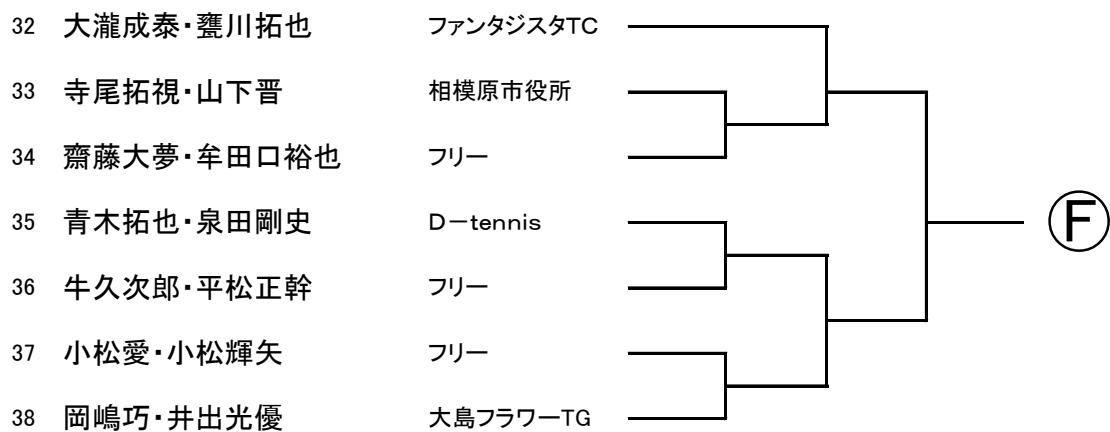 32 大瀧成泰・甕川拓也 ファンタジスタTC
33 寺尾拓視・山下晋 相模原市役所
34 齋藤大夢・牟田口裕也 フリー
35 青木拓也・泉田剛史 D－tennis
36 牛久次郎・平松正幹 フリー
37 小松愛・小松輝矢 フリー
38 岡嶋巧・井出光優 大島フラワーTG
Ⓕ